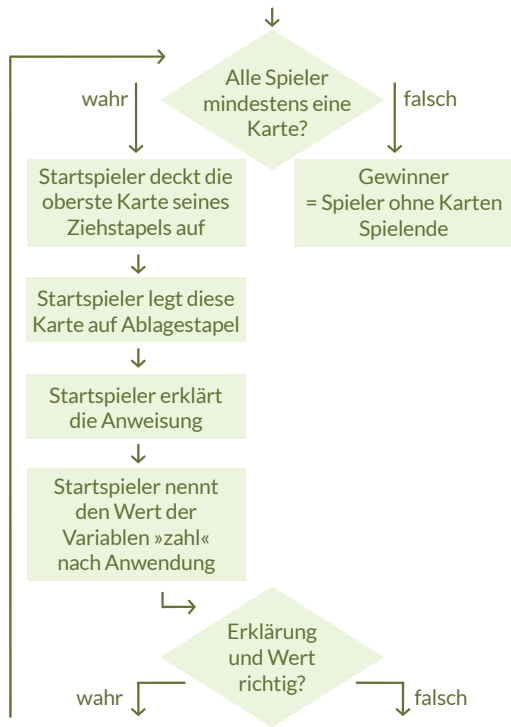 Alle Spieler
mindestens eine
Karte?
wahr
falsch
Startspieler deckt die
oberste Karte seines
Ziehstapels auf
Gewinner
= Spieler ohne Karten
Spielende
Startspieler legt diese
Karte auf Ablagestapel
Startspieler erklärt
die Anweisung
Startspieler nennt
den Wert der
Variablen »zahl«
nach Anwendung
Erklärung
und Wert
richtig?
wahr
falsch